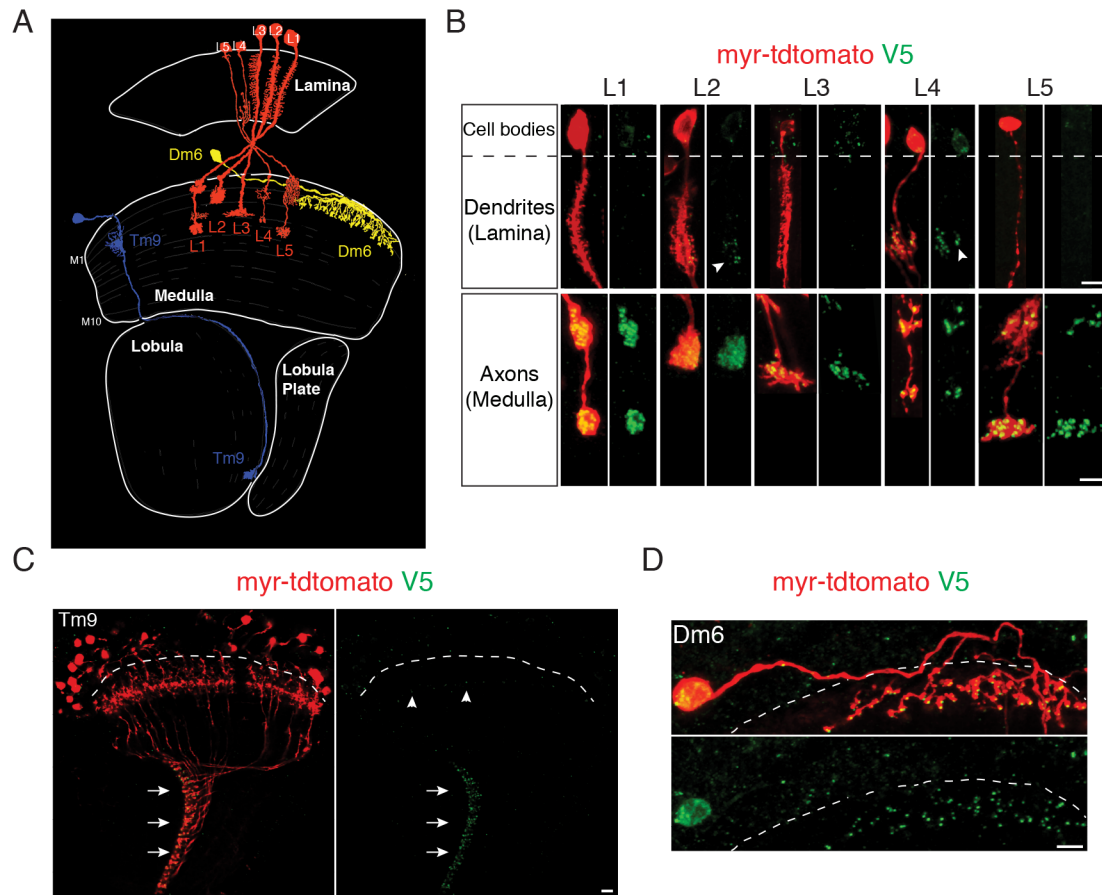 A
L5 L4 L3 L2 L1
Lamina
Dm6
Tm9
L1 L2 L3 L4 L5
Dm6
M1
Medulla
M10
Lobula
Lobula
Plate
Tm9
B
myr-tdtomato V5
L1 L2 L3 L4 L5
Cell bodies
Dendrites
(Lamina)
Axons
(Medulla)
C
myr-tdtomato V5
Tm9
D
myr-tdtomato V5
Dm6